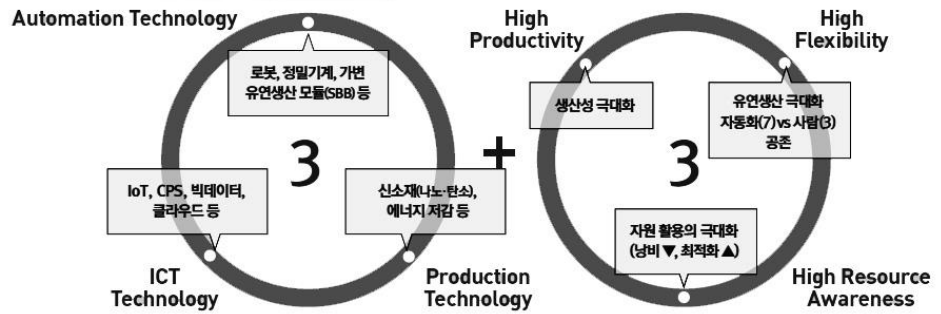 Automation Technology
로봇, 정밀기계, 가변
유연생산 모듈(SBB) 등
3
IoT, CPS, 빅데이터,
클라우드 등
신소재(나노·탄소),
에너지 저감 등
ICT
Technology
Production
Technology
+
High
Productivity
High
Flexibility
생산성 극대화
유연생산 극대화
자동화(7) vs 사람(3)
공존
3
자원 활용의 극대화
(낭비 ▼, 최적화 ▲)
High Resource
Awareness